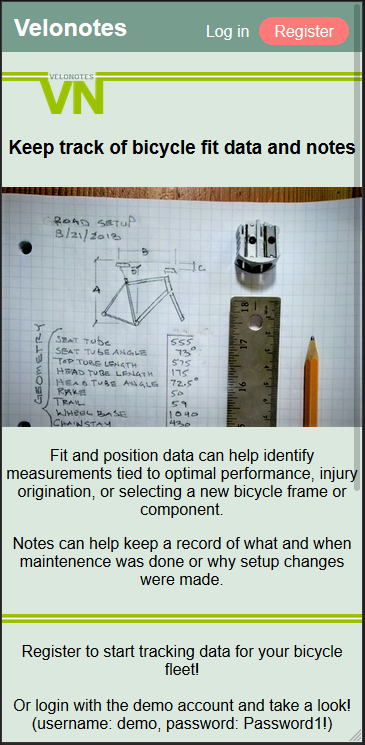 Velonotes
Log in
Register
VELONOTES
VN
Keep track of bicycle fit data and notes
ROAD SETUP
8/21/2013
B
D
C
A
GEOMETRY
SEAT TUBE 555
SEAT TUBE ANGLE 73°
TOP TUBE LENGTH 575
HEAD TUBE LENGTH 175
HEAD TUBE ANGLE 72.5°
RAKE 50
TRAIL 59
WHEEL BASE 1040
CHAINSTAY 430
18
17
16
15
Fit and position data can help identify
measurements tied to optimal performance, injury
origination, or selecting a new bicycle frame or
component.
Notes can help keep a record of what and when
maintenence was done or why setup changes
were made.
Register to start tracking data for your bicycle
fleet!
Or login with the demo account and take a look!
(username: demo, password: Password1!)